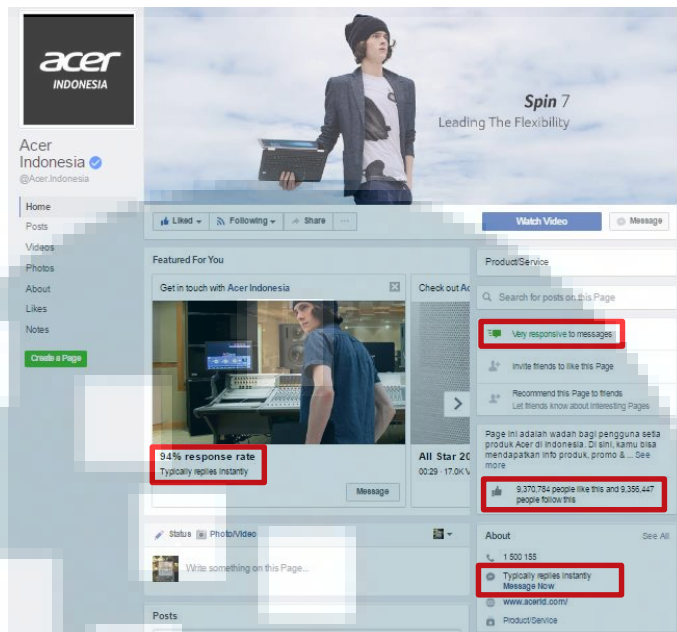 acer
INDONESIA
Acer
Indonesia
@Acer.Indonesia
Home
Posts
Videos
Photos
About
Likes
Notes
Create a Page
Spin 7
Leading The Flexibility
Liked
Following
Share
...
Watch Video
Message
Featured For You
Get in touch with Acer Indonesia
94% response rate
Typically replies instantly
Message
Check out Ac
All Star 20
00:29 · 17.0K V
Status
Photo/Video
Write something on this Page...
Posts
Product/Service
Search for posts on this Page
Very responsive to messages
Invite friends to like this Page
Recommend this Page to friends
Let friends know about interesting Pages
Page ini adalah wadah bagi pengguna setia
produk Acer di Indonesia. Di sini, kamu bisa
mendapatkan info produk, promo & ... See
more
9,370,784 people like this and 9,356,447
people follow this
About
See All
1 500 155
Typically replies instantly
Message Now
www.acerid.com/
Product/Service